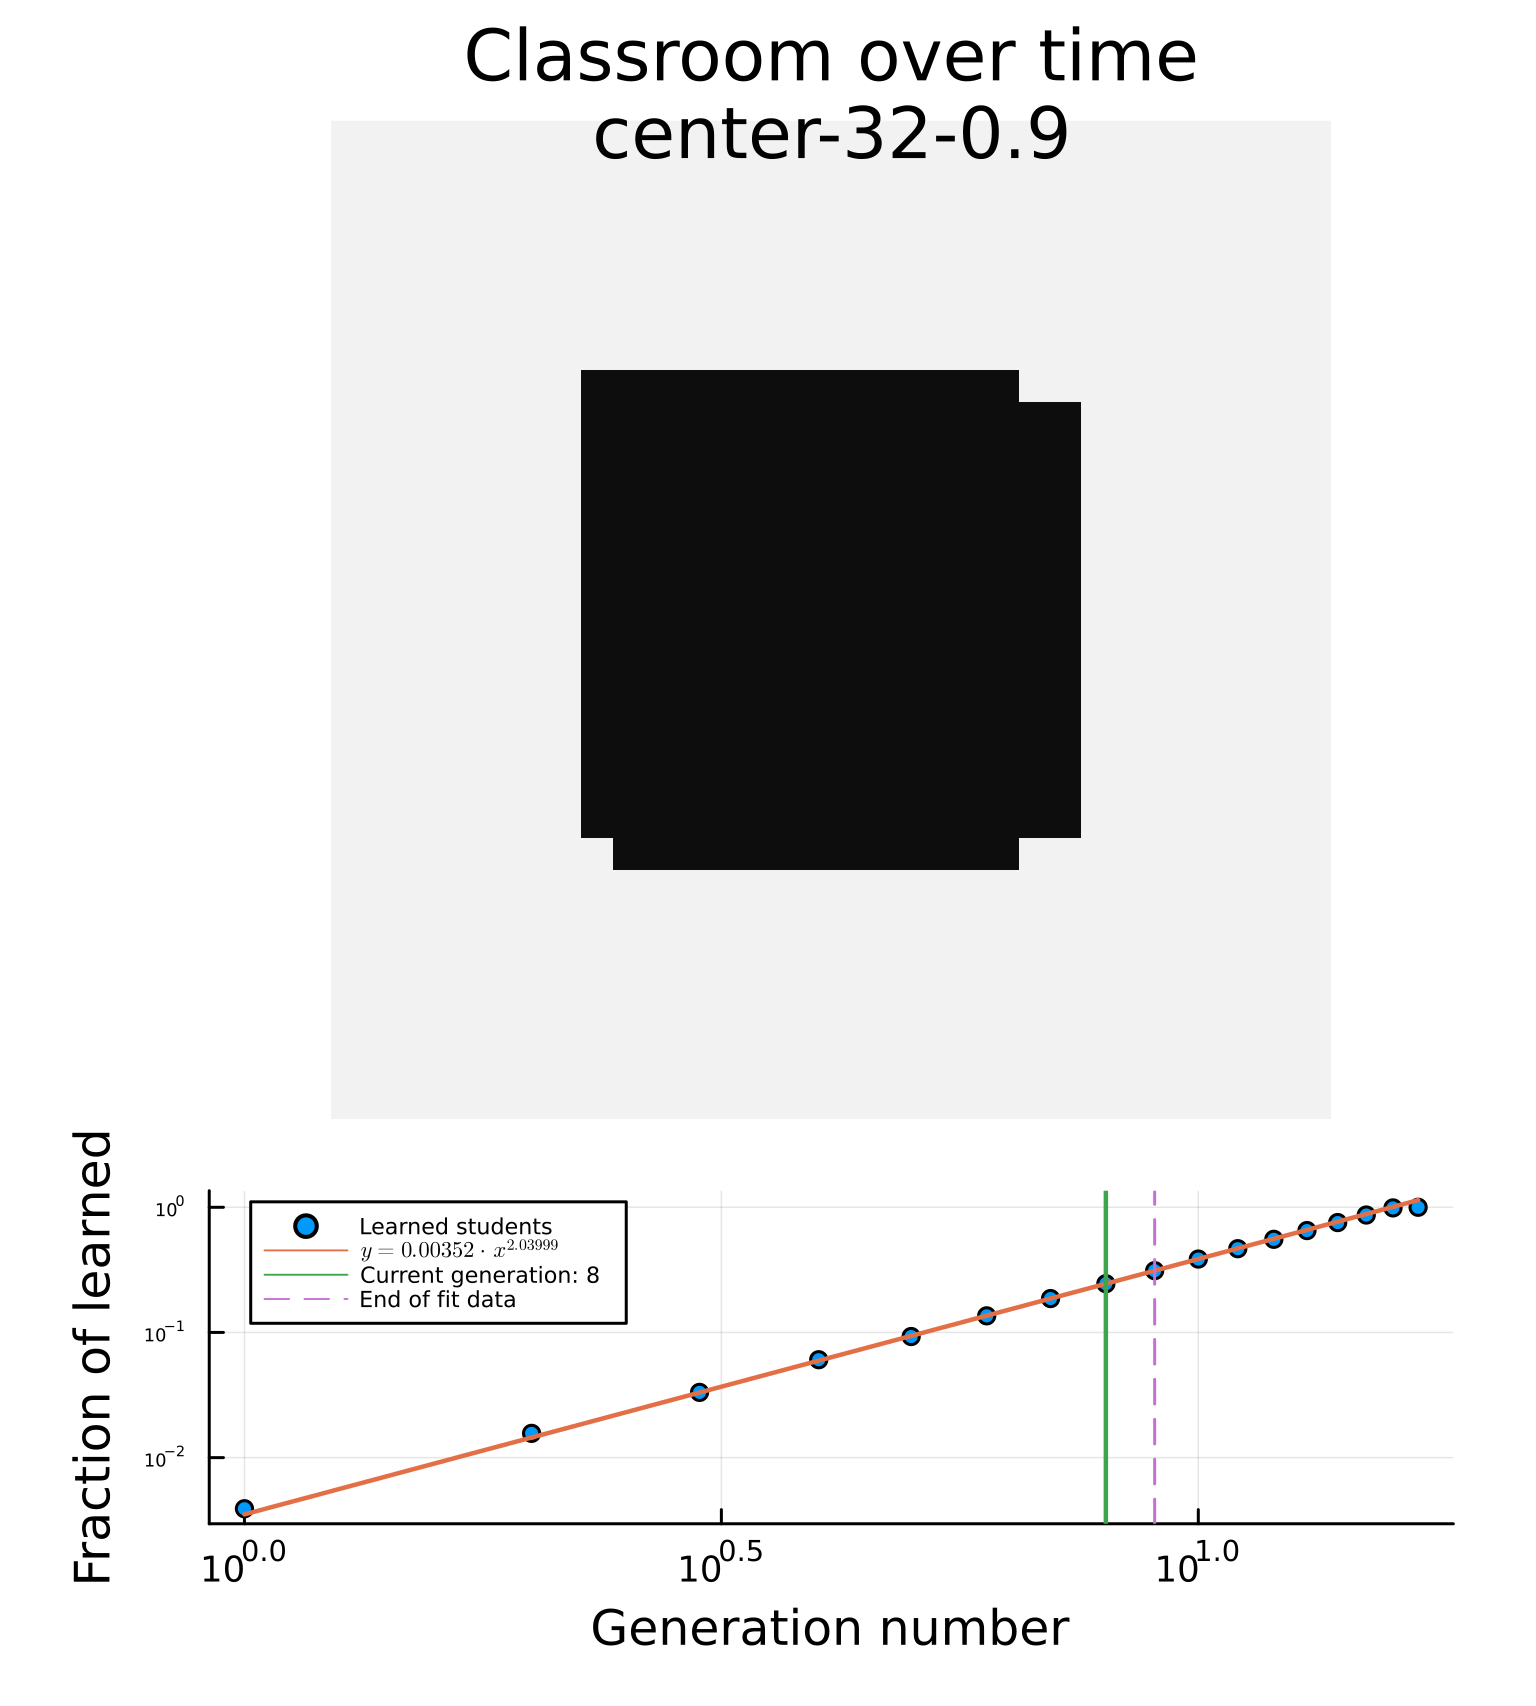 Classroom over time
center-32-0.9
Fraction of learned
10⁰
10⁻¹
10⁻²
Learned students
y = 0.00352 · x^2.03999
Current generation: 8
End of fit data
10^0.0
10^0.5
10^1.0
Generation number